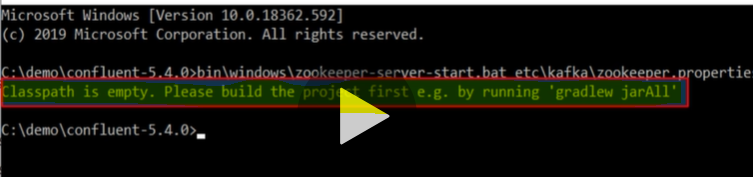 Microsoft Windows [Version 10.0.18362.592]
(c) 2019 Microsoft Corporation. All rights reserved.
C:\demo\confluent-5.4.0>bin\windows\zookeeper-server-start.bat etc\kafka\zookeeper.propertie
Classpath is empty. Please build the project first e.g. by running 'gradlew jarAll'
C:\demo\confluent-5.4.0>